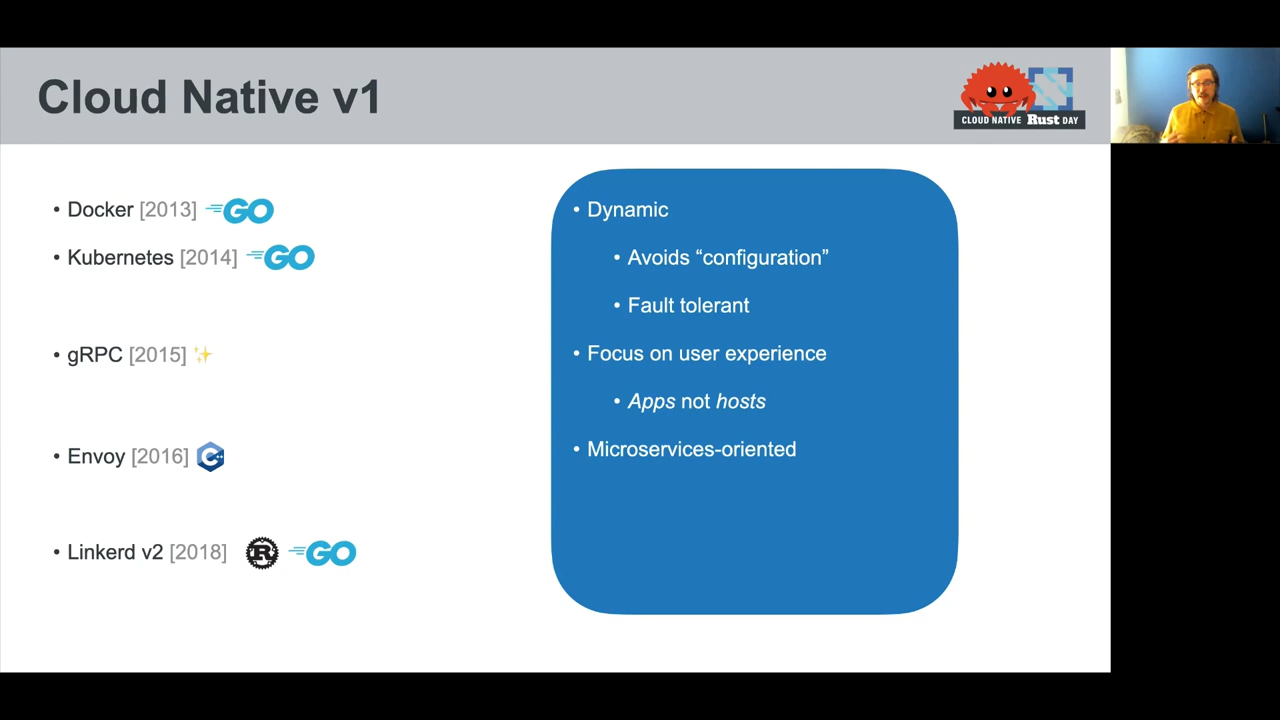 Cloud Native v1
CLOUD NATIVE Rust DAY
• Docker [2013] GO
• Kubernetes [2014] GO
• gRPC [2015]
• Envoy [2016] C++
• Linkerd v2 [2018] R GO
• Dynamic
• Avoids “configuration”
• Fault tolerant
• Focus on user experience
• Apps not hosts
• Microservices-oriented